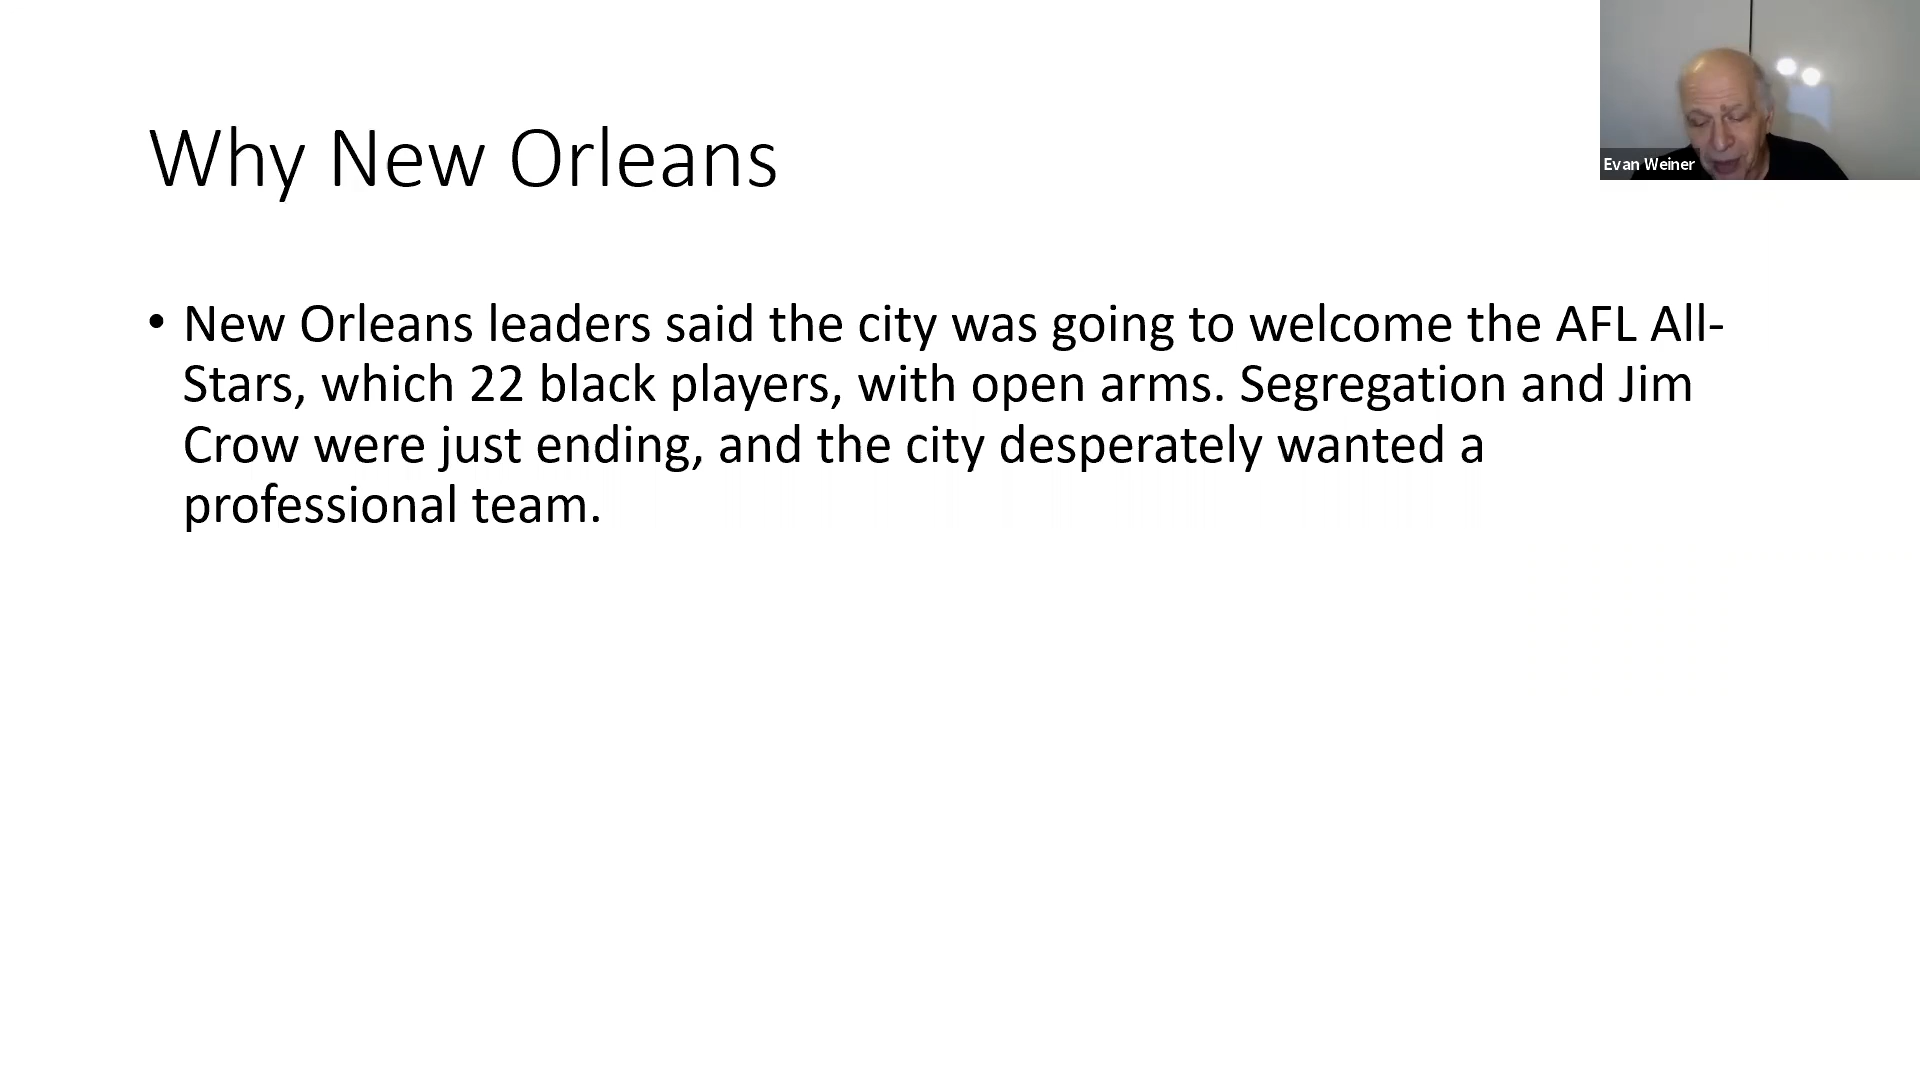 Why New Orleans
Evan Weiner
• New Orleans leaders said the city was going to welcome the AFL All-
Stars, which 22 black players, with open arms. Segregation and Jim
Crow were just ending, and the city desperately wanted a
professional team.